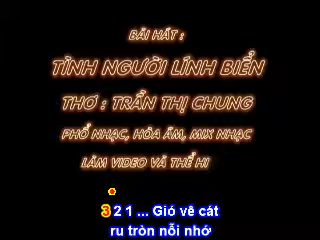 BÀI HÁT :
TÌNH NGƯỜI LÍNH BIỂN
THƠ : TRẦN THỊ CHUNG
PHỔ NHẠC, HÒA ÂM, MIX NHẠC
LÀM VIDEO VÀ THỂ HI
3 2 1 ... Gió về cát
ru tròn nỗi nhớ